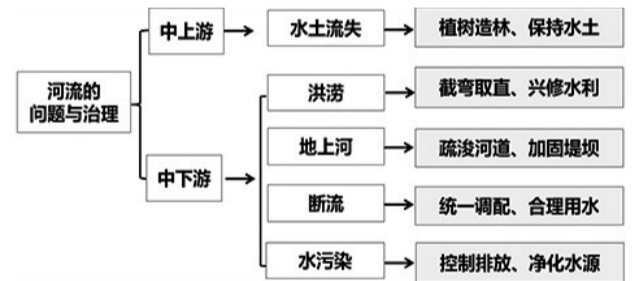 河流的
问题与治理
中上游
水土流失
植树造林、保持水土
中下游
洪涝
截弯取直、兴修水利
地上河
疏浚河道、加固堤坝
断流
统一调配、合理用水
水污染
控制排放、净化水源